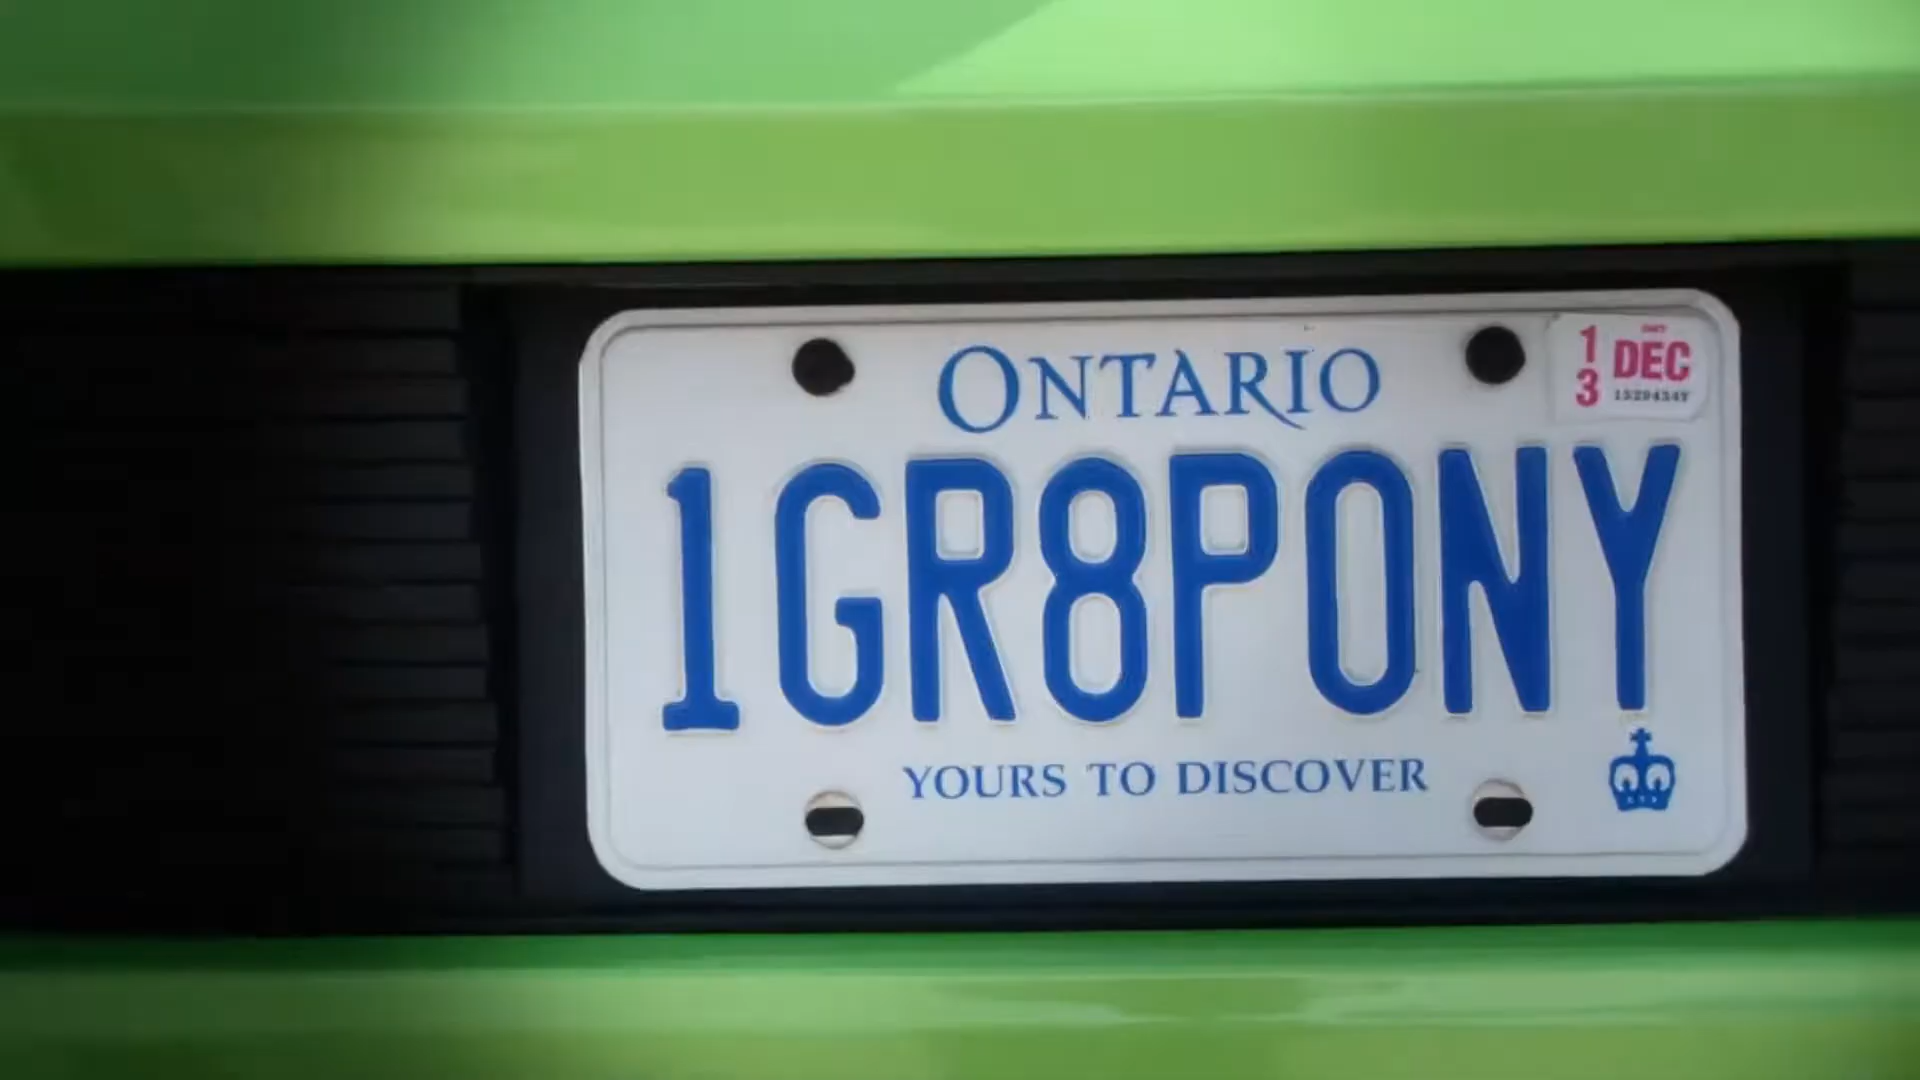 ONTARIO
1
3
DEC
1GR8PONY
YOURS TO DISCOVER